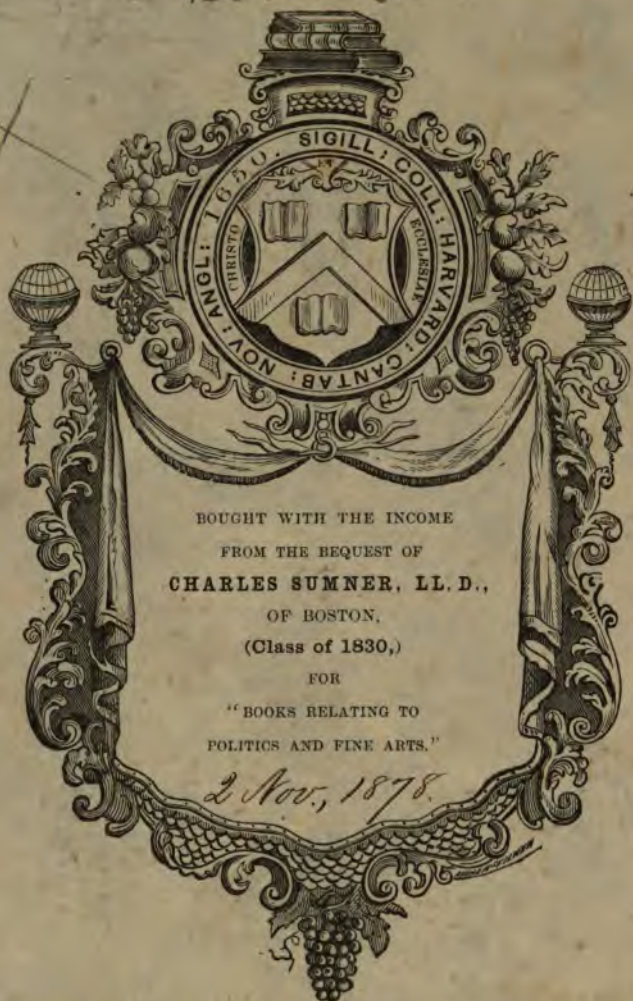 SIGILL : COLL : HARVARD : CANTAB : NOV : ANGL : 1650.
CHRISTO
ECCLESIAE
BOUGHT WITH THE INCOME
FROM THE BEQUEST OF
CHARLES SUMNER, LL. D.,
OF BOSTON,
(Class of 1830,)
FOR
"BOOKS RELATING TO
POLITICS AND FINE ARTS."
2 Nov., 1878.